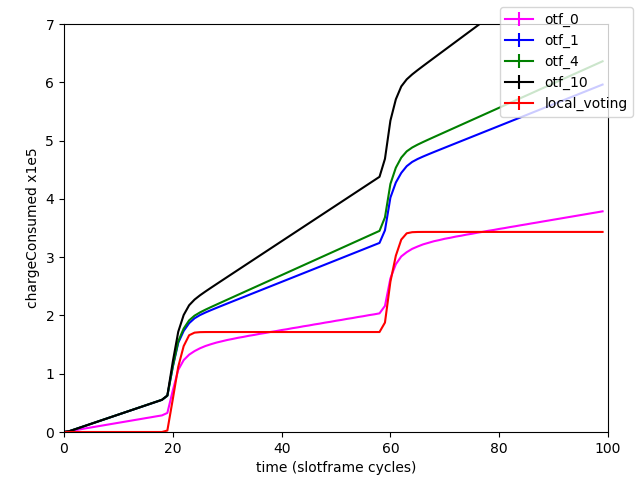 otf_0
otf_1
otf_4
otf_10
local_voting
chargeConsumed x1e5
7
6
5
4
3
2
1
0
0 20 40 60 80 100
time (slotframe cycles)